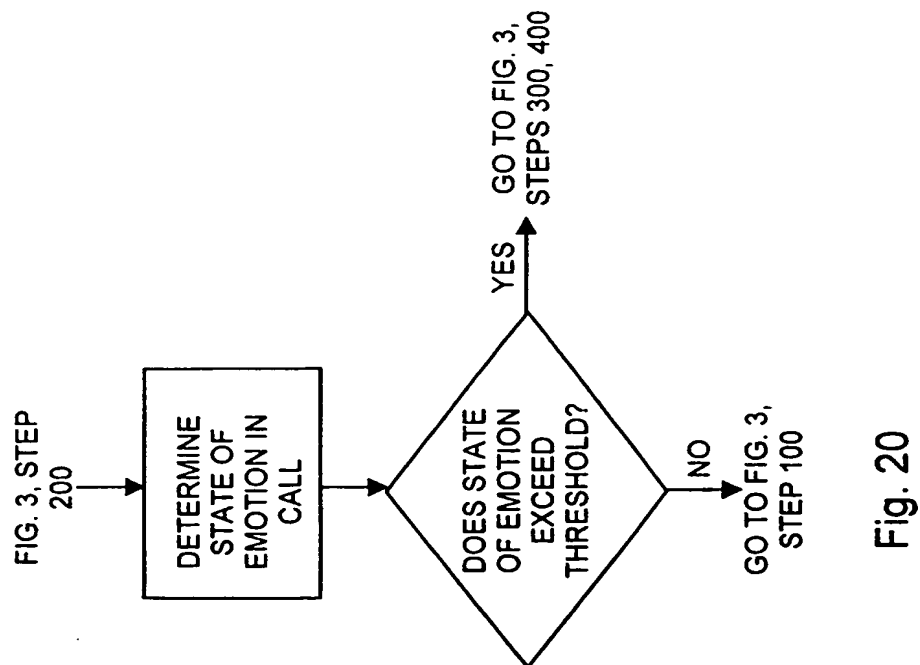 FIG. 3, STEP
200
DETERMINE
STATE OF
EMOTION IN
CALL
DOES STATE
OF EMOTION
EXCEED
THRESHOLD?
YES
GO TO FIG. 3,
STEPS 300, 400
NO
GO TO FIG. 3,
STEP 100
Fig. 20